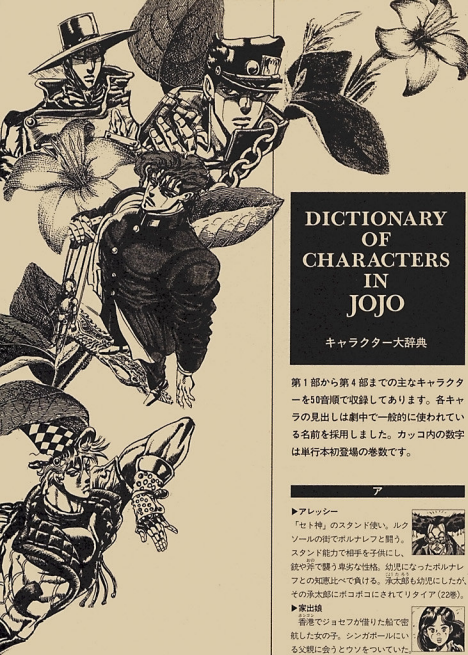 DICTIONARY
OF
CHARACTERS
IN
JOJO
キャラクター大辞典
第1部から第4部までの主なキャラクタ
ーを50音順で収録してあります。各キャ
ラの見出しは劇中で一般的に使われてい
る名前を採用しました。カッコ内の数字
は単行本初登場の巻数です。
ア
▶アレッシー
「セト神」のスタンド使い。ルク
ソールの街でポルナレフと闘う。
スタンド能力で相手を子供にし、
銃や斧で襲う卑劣な性格。幼児になったポルナレ
フとの知恵比べで負ける。承太郎も幼児にしたが、
その承太郎にボコボコにされてリタイア(22巻)。
▶家出娘
香港でジョセフが借りた船で密
航した女の子。シンガポールにい
る父親に会うとウソをついていた